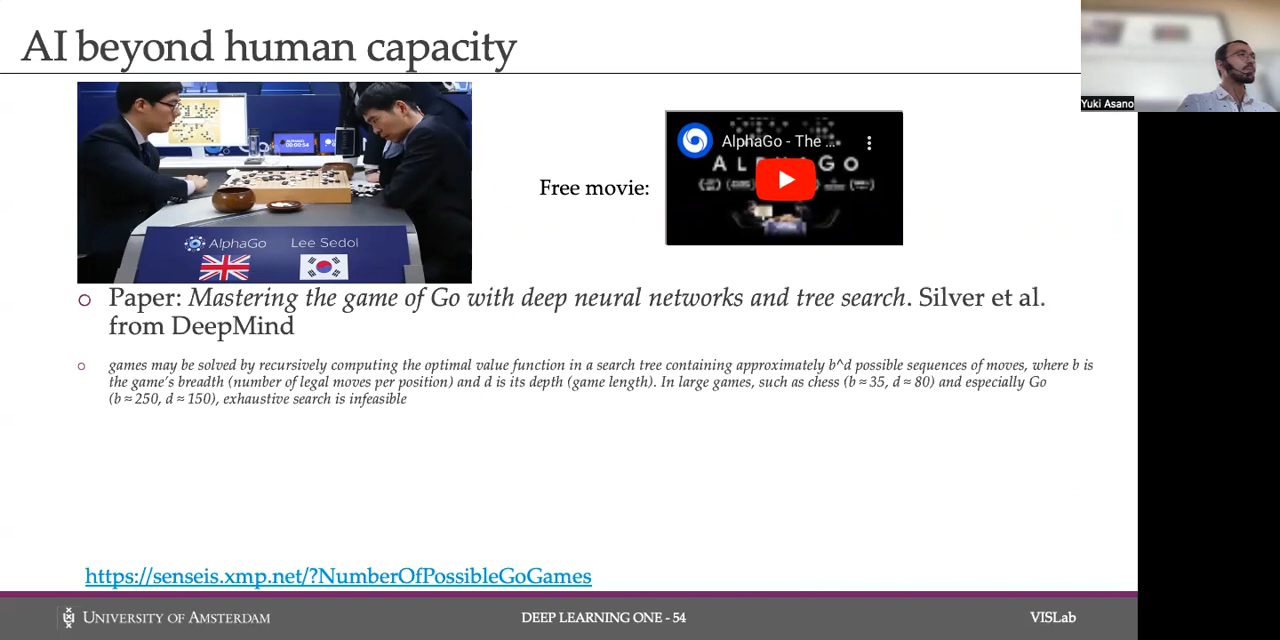 AI beyond human capacity
Yuki Asano
AlphaGo Lee Sedol
Free movie:
AlphaGo - The ...
ALPHAGO
Paper: Mastering the game of Go with deep neural networks and tree search. Silver et al.
from DeepMind
games may be solved by recursively computing the optimal value function in a search tree containing approximately b^d possible sequences of moves, where b is
the game's breadth (number of legal moves per position) and d is its depth (game length). In large games, such as chess (b ≈ 35, d ≈ 80) and especially Go
(b ≈ 250, d ≈ 150), exhaustive search is infeasible
https://senseis.xmp.net/?NumberOfPossibleGoGames
UNIVERSITY OF AMSTERDAM
DEEP LEARNING ONE - 54
VISLab